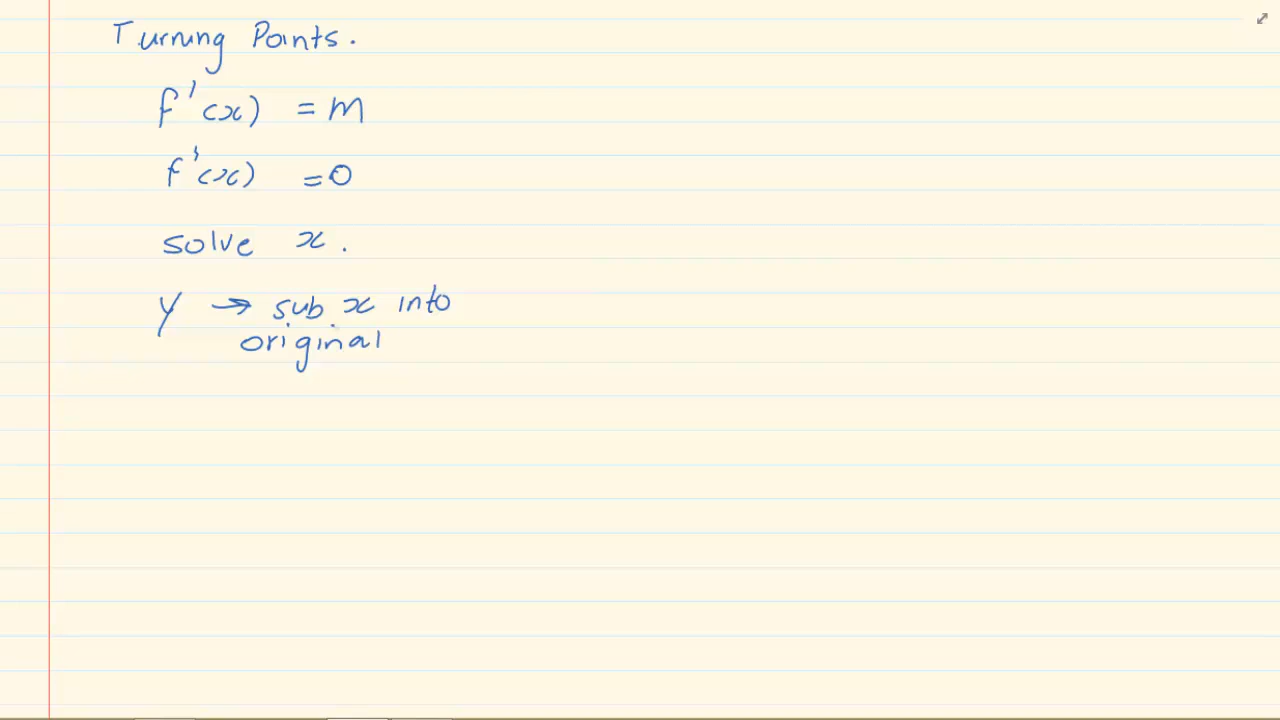 Turning Points.
f'(x) = m
f'(x) = 0
solve x.
y → sub x into
original